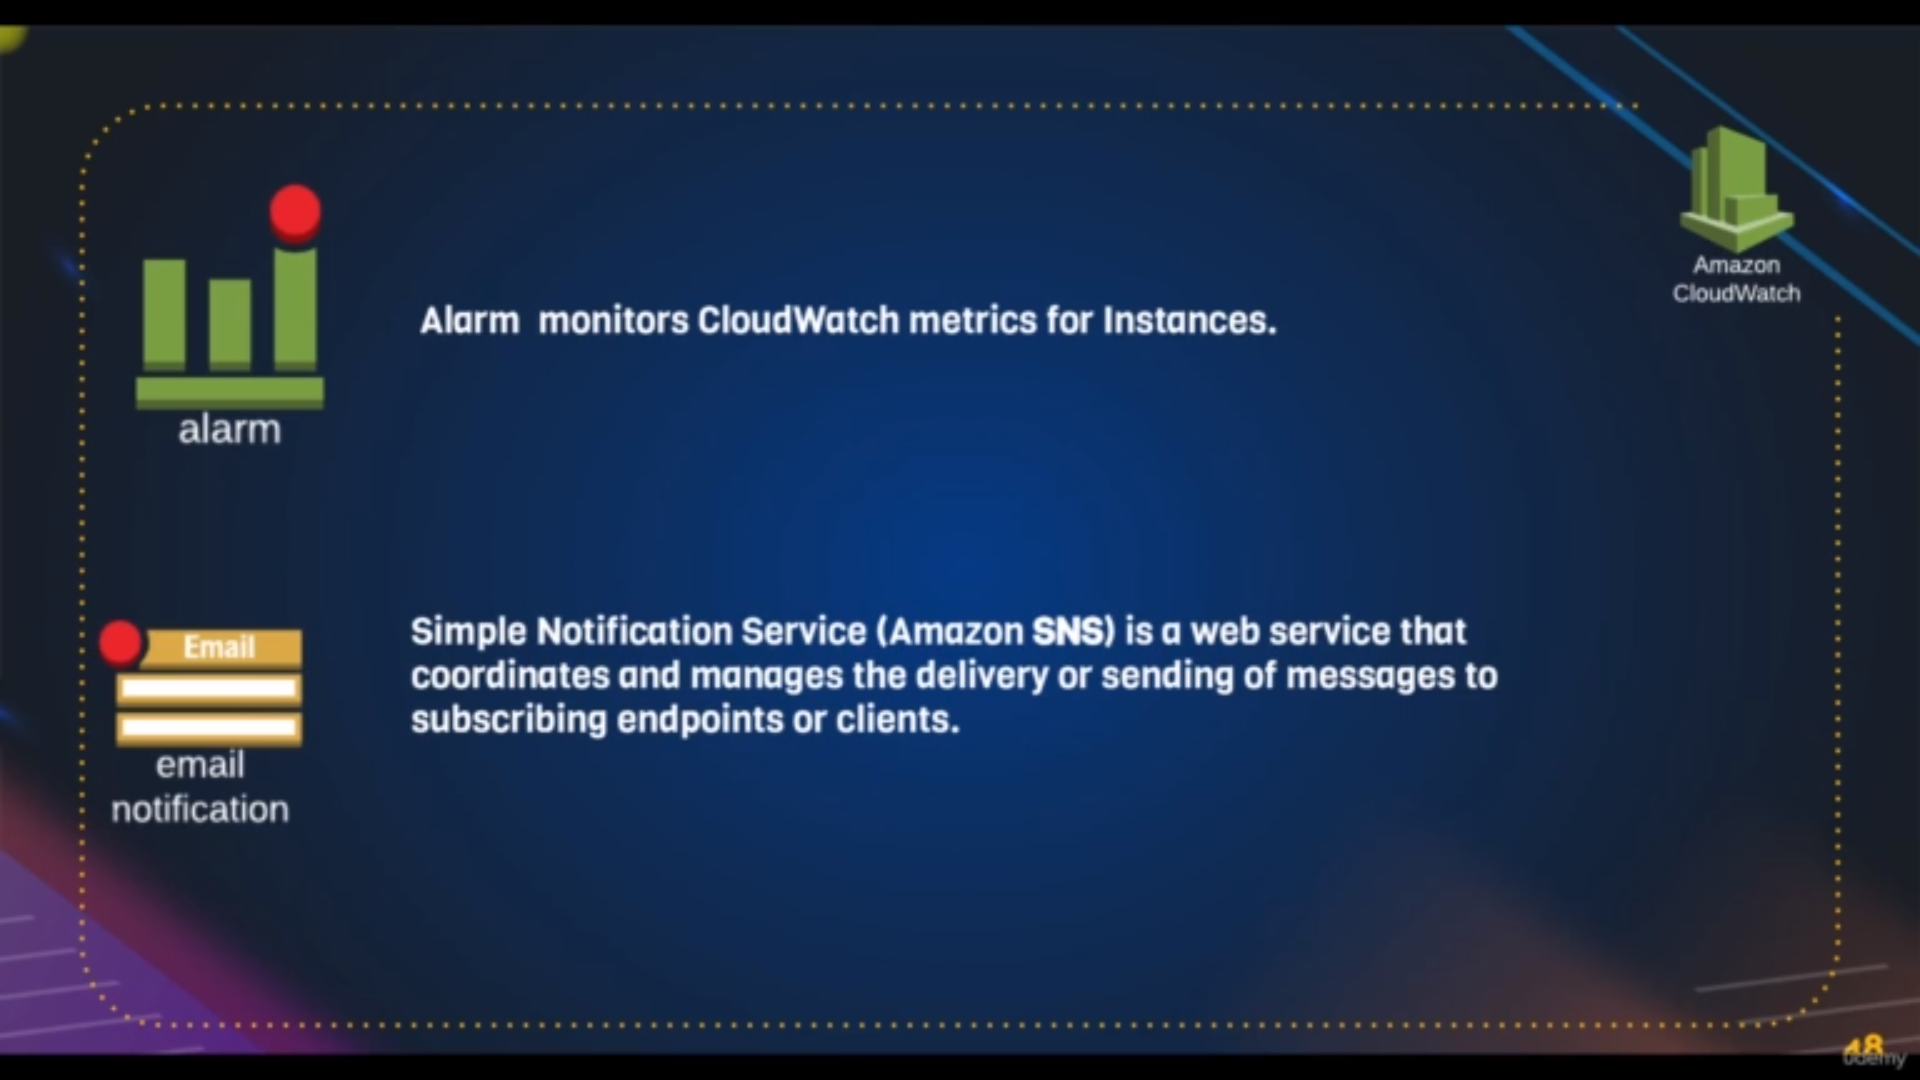 Amazon
CloudWatch
Alarm monitors CloudWatch metrics for Instances.
alarm
Simple Notification Service (Amazon SNS) is a web service that
coordinates and manages the delivery or sending of messages to
subscribing endpoints or clients.
Email
email
notification
48
udemy